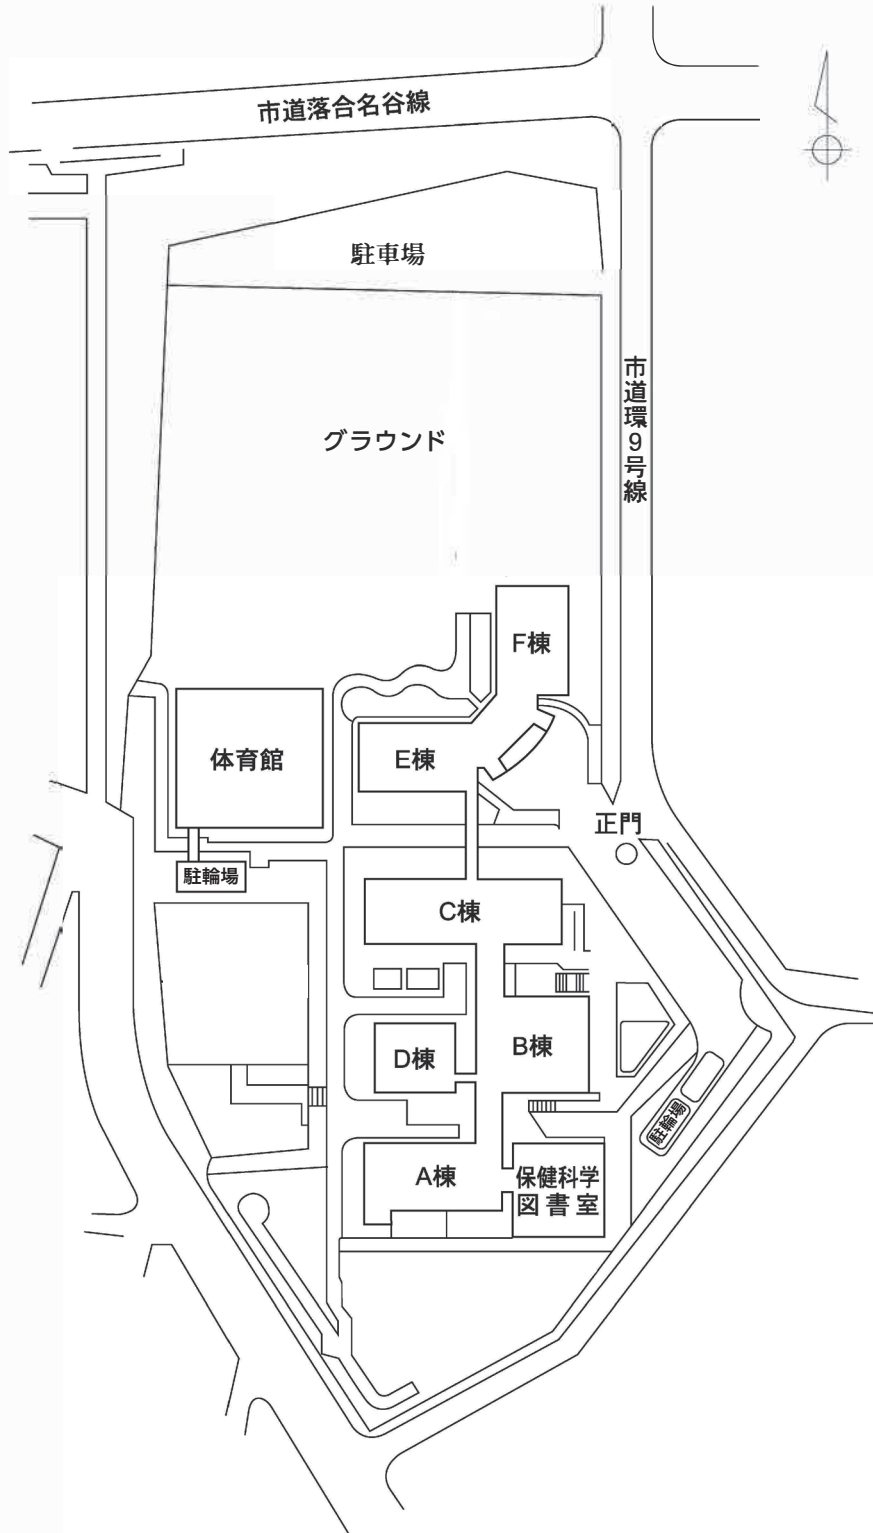 市道落合名谷線
駐車場
市道環9号線
グラウンド
F棟
体育館
E棟
正門
駐輪場
C棟
B棟
D棟
駐輪場
A棟
保健科学
図書室